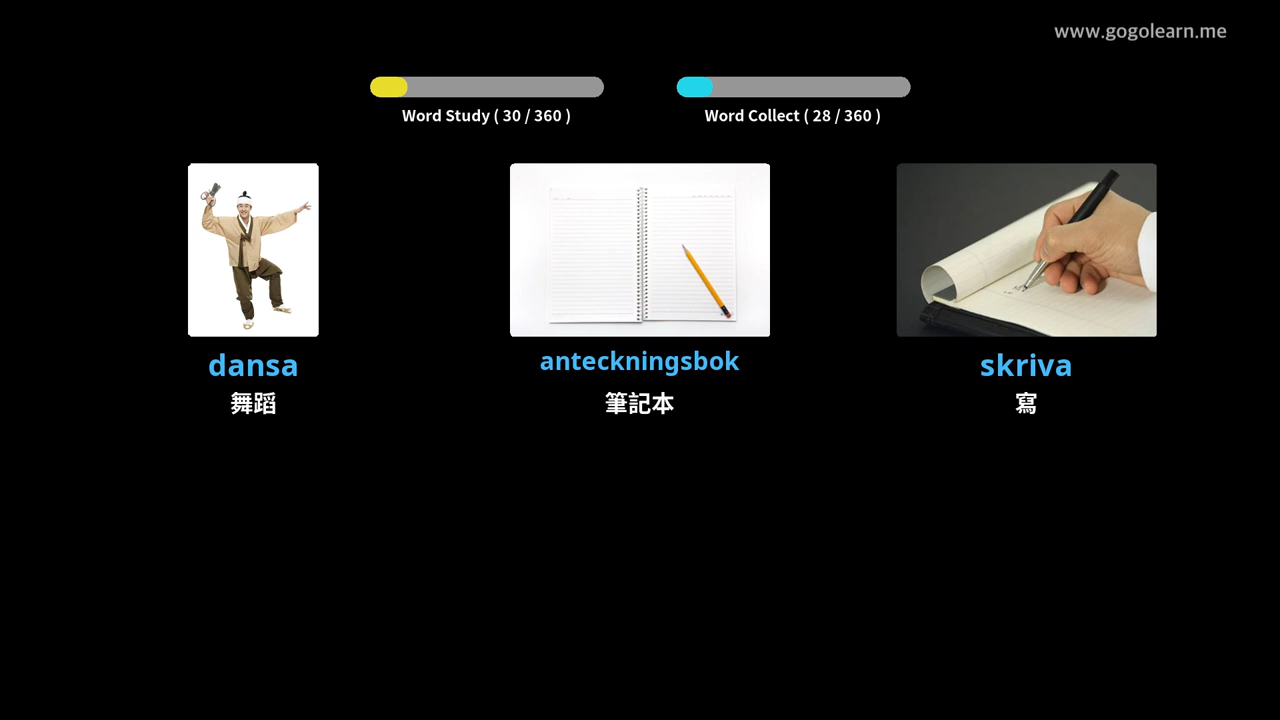 www.gogolearn.me
Word Study ( 30 / 360 )
Word Collect ( 28 / 360 )
dansa
舞蹈
anteckningsbok
筆記本
skriva
寫